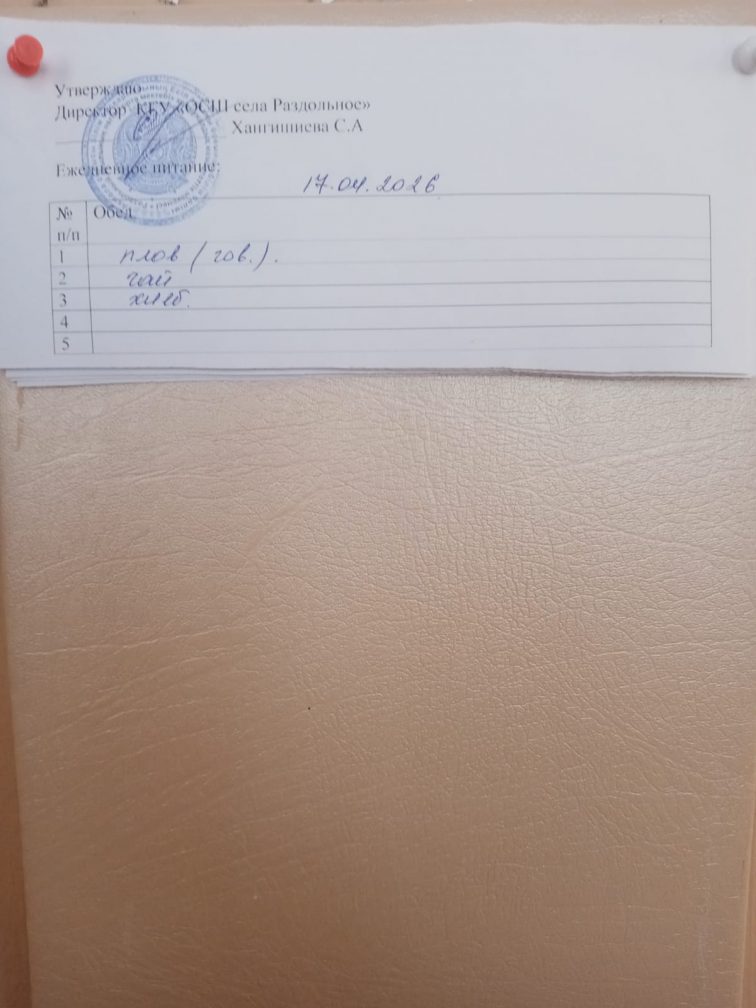 Утверждаю
Директор КГУ «ОСШ села Раздольное»
Хангишиева С.А
Ежедневное питание:
17.04.2026
№ п/п Обед
1 плов (гов.).
2 чай
3 хлеб.
4
5